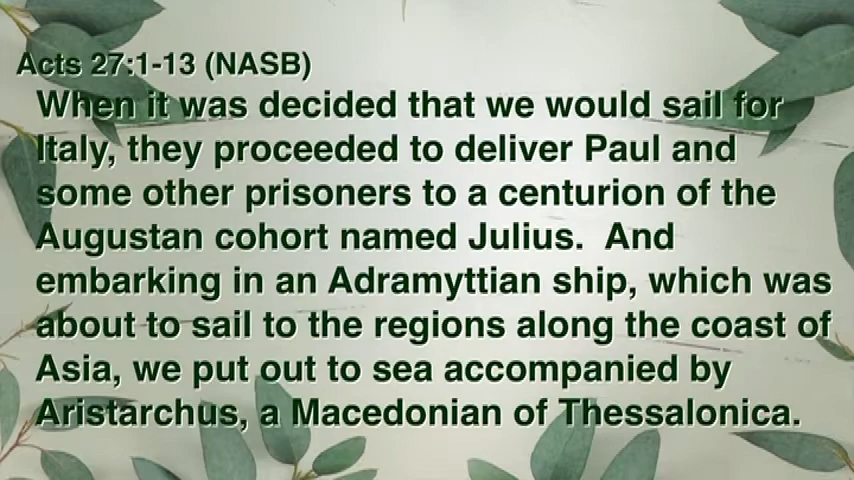 Acts 27:1-13 (NASB)
When it was decided that we would sail for
Italy, they proceeded to deliver Paul and
some other prisoners to a centurion of the
Augustan cohort named Julius.  And
embarking in an Adramyttian ship, which was
about to sail to the regions along the coast of
Asia, we put out to sea accompanied by
Aristarchus, a Macedonian of Thessalonica.